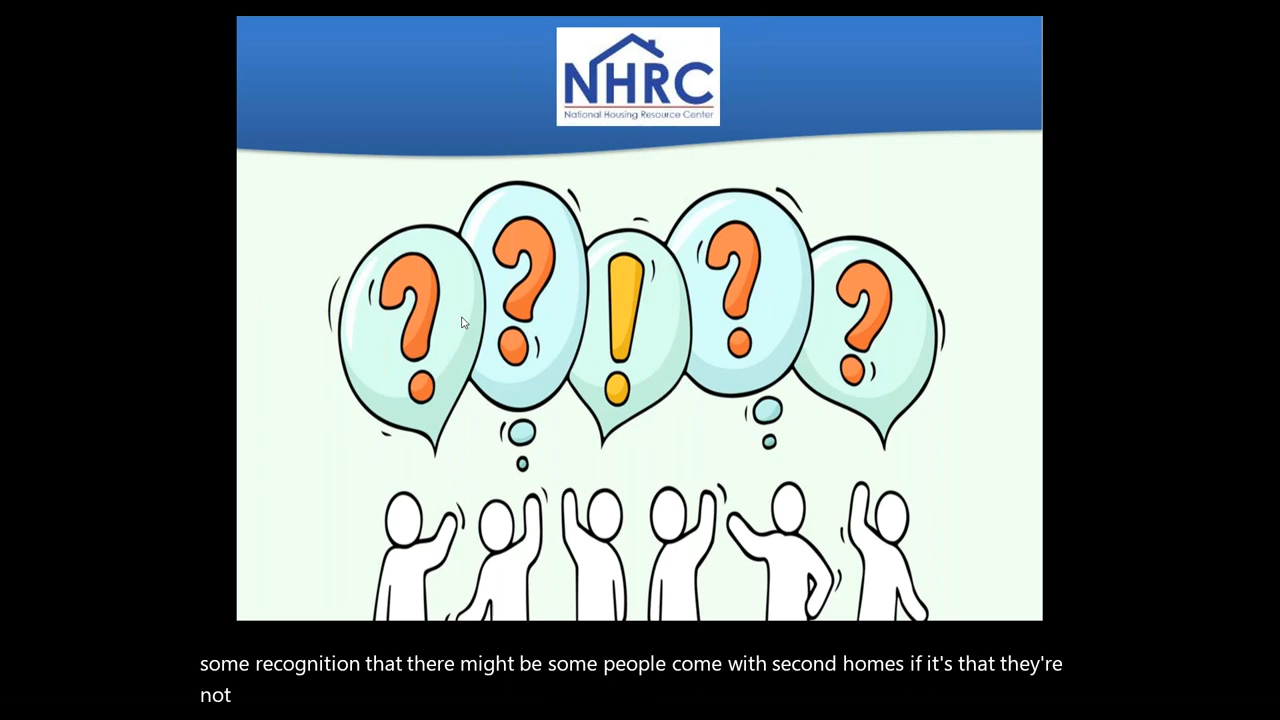 NHRC
National Housing Resource Center
? ? ! ? ?
some recognition that there might be some people come with second homes if it's that they're
not